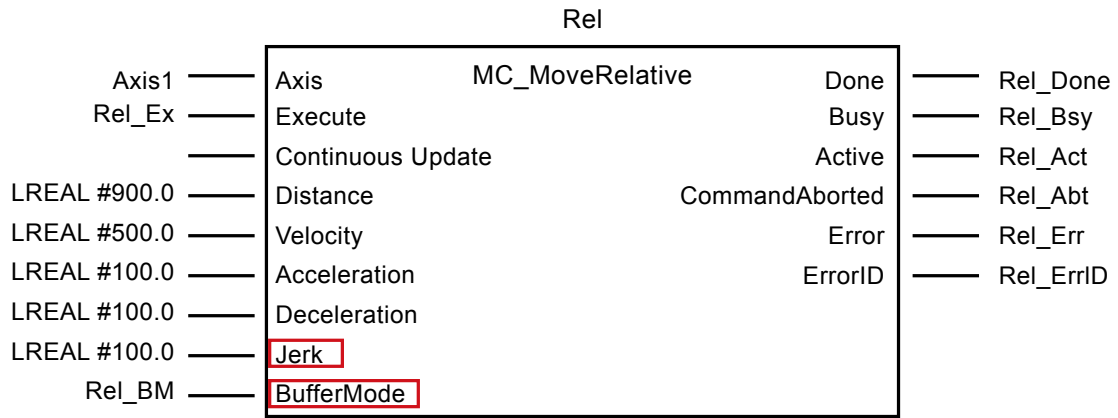 Rel
MC_MoveRelative
Axis1 Axis Done Rel_Done
Rel_Ex Execute Busy Rel_Bsy
Continuous Update Active Rel_Act
LREAL #900.0 Distance CommandAborted Rel_Abt
LREAL #500.0 Velocity Error Rel_Err
LREAL #100.0 Acceleration ErrorID Rel_ErrID
LREAL #100.0 Deceleration
LREAL #100.0 Jerk
Rel_BM BufferMode